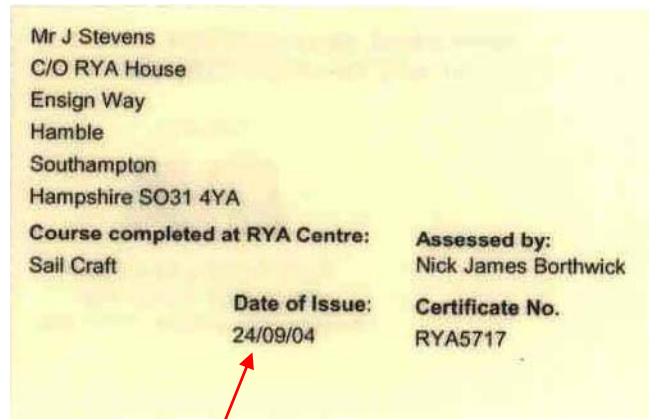 Mr J Stevens
C/O RYA House
Ensign Way
Hamble
Southampton
Hampshire SO31 4YA
Course completed at RYA Centre:
Sail Craft
Assessed by:
Nick James Borthwick
Date of Issue:
24/09/04
Certificate No.
RYA5717